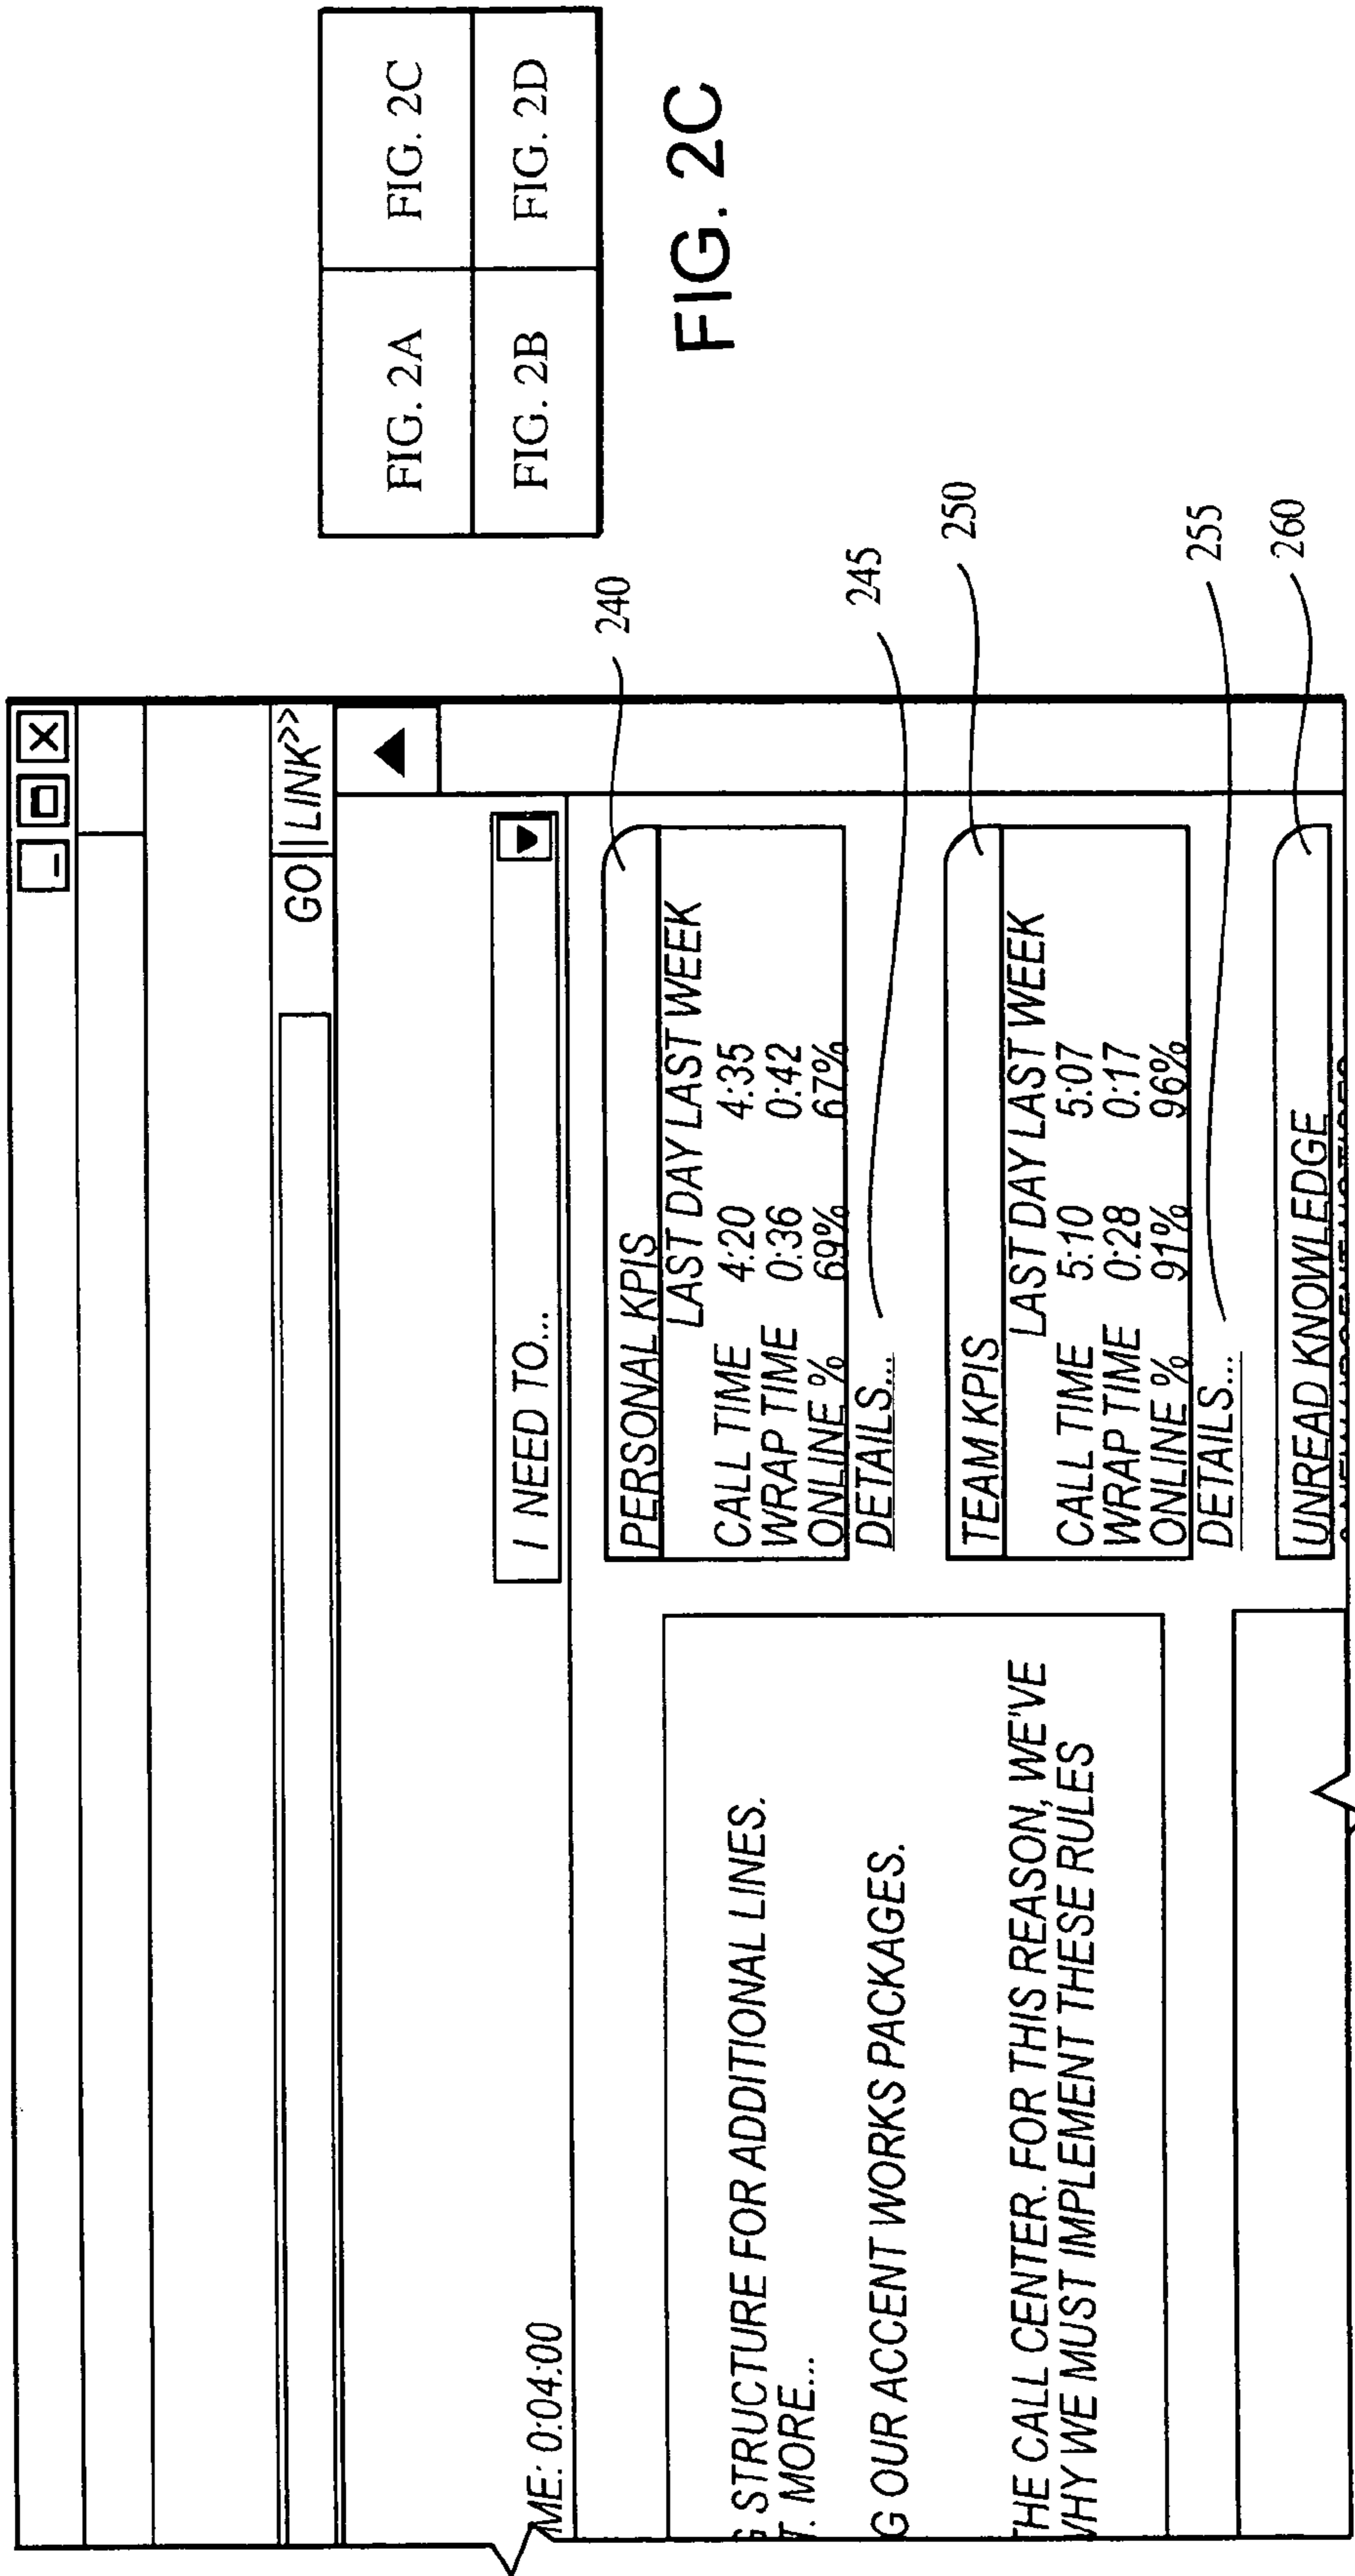 GO | LINK>>
ME: 0:04:00
I NEED TO...
STRUCTURE FOR ADDITIONAL LINES.
MORE...
OUR ACCENT WORKS PACKAGES.
CALL CENTER. FOR THIS REASON, WE'VE
WE MUST IMPLEMENT THESE RULES
PERSONAL KPIS
LAST DAY LAST WEEK
CALL TIME 4:20 4:35
WRAP TIME 0:36 0:42
ONLINE % 69% 67%
DETAILS...
TEAM KPIS
LAST DAY LAST WEEK
CALL TIME 5:10 5:07
WRAP TIME 0:28 0:17
ONLINE % 91% 96%
DETAILS...
UNREAD KNOWLEDGE
240
245
250
255
260
FIG. 2A FIG. 2C
FIG. 2B FIG. 2D
FIG. 2C